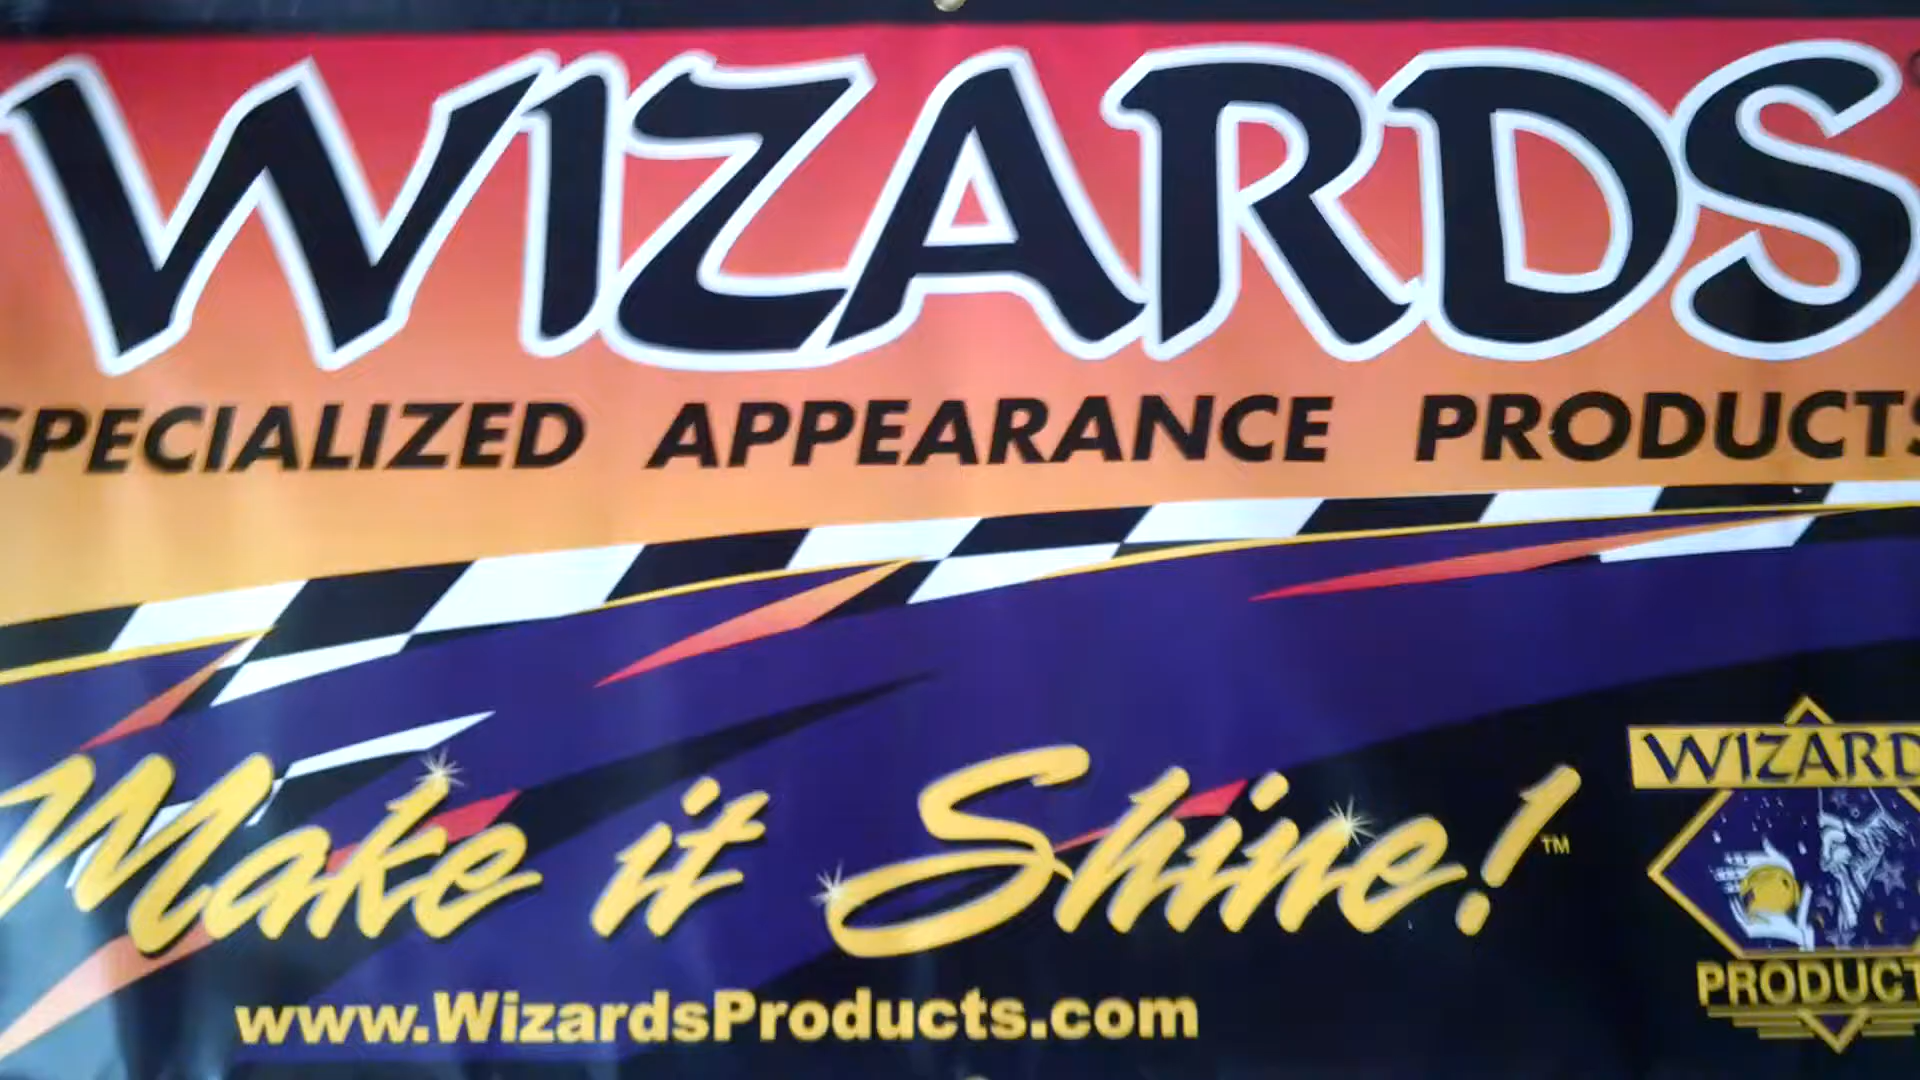 WIZARDS
SPECIALIZED APPEARANCE PRODUCTS
Make it Shine!™
www.WizardsProducts.com
WIZARD
PRODUCT